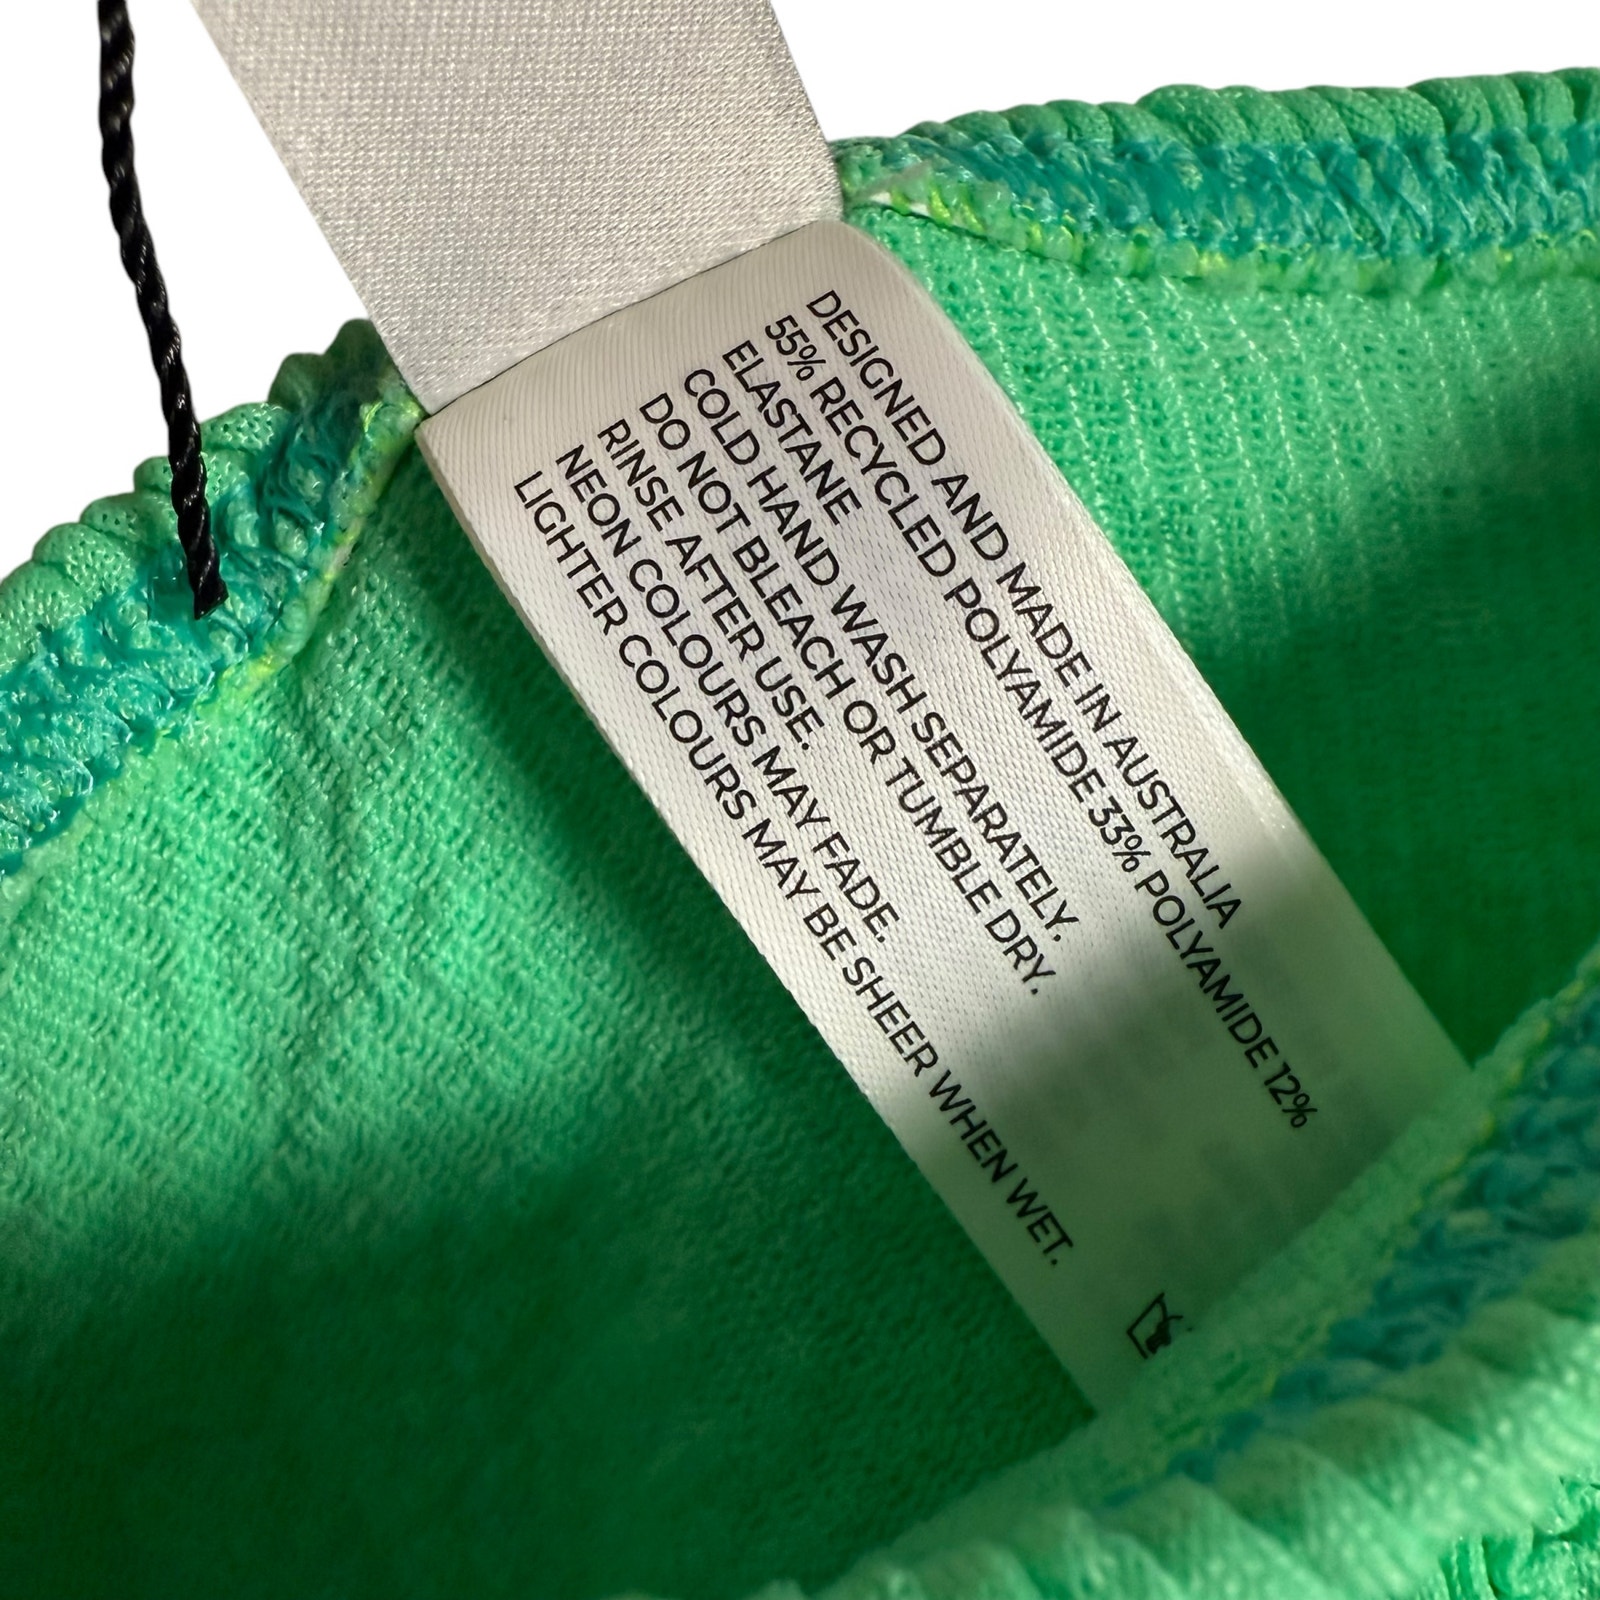 DESIGNED AND MADE IN AUSTRALIA
55% RECYCLED POLYAMIDE 33% POLYAMIDE 12%
ELASTANE
COLD HAND WASH SEPARATELY.
DO NOT BLEACH OR TUMBLE DRY.
RINSE AFTER USE.
NEON COLOURS MAY FADE.
LIGHTER COLOURS MAY BE SHEER WHEN WET.